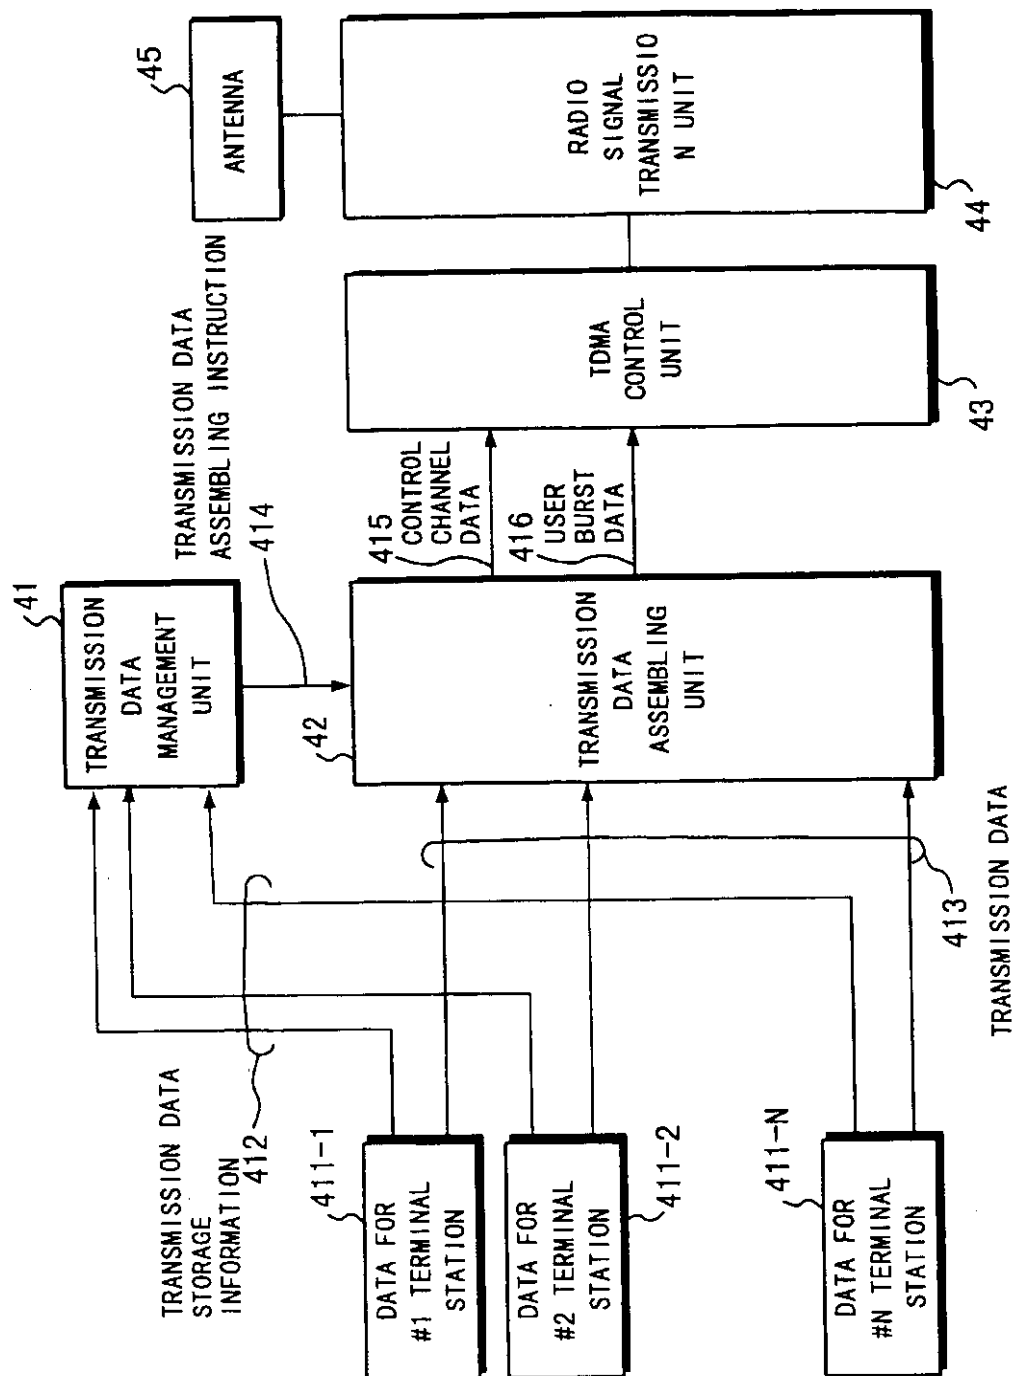 TRANSMISSION DATA
STORAGE
INFORMATION
412
411-1
DATA FOR
#1 TERMINAL
STATION
DATA FOR
#2 TERMINAL
STATION
411-2
411-N
DATA FOR
#N TERMINAL
STATION
413
TRANSMISSION DATA
41
TRANSMISSION
DATA
MANAGEMENT
UNIT
TRANSMISSION DATA
ASSEMBLING INSTRUCTION
414
42
TRANSMISSION
DATA
ASSEMBLING
UNIT
415
CONTROL
CHANNEL
DATA
416
USER
BURST
DATA
TDMA
CONTROL
UNIT
43
45
ANTENNA
RADIO
SIGNAL
TRANSMISSIO
N UNIT
44